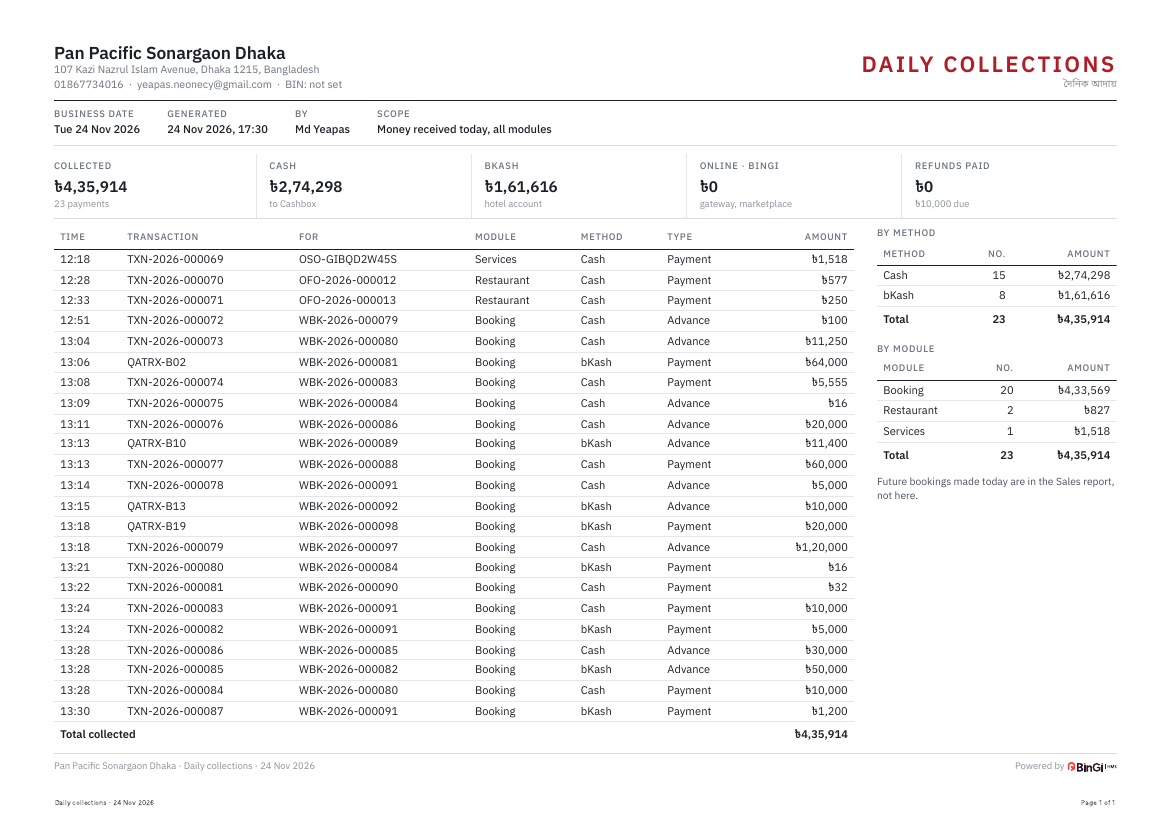 Pan Pacific Sonargaon Dhaka
107 Kazi Nazrul Islam Avenue, Dhaka 1215, Bangladesh
01867734016 · yeapas.neonecy@gmail.com · BIN: not set
DAILY COLLECTIONS
দৈনিক আদায়
BUSINESS DATE GENERATED BY SCOPE
Tue 24 Nov 2026 24 Nov 2026, 17:30 Md Yeapas Money received today, all modules
COLLECTED CASH BKASH ONLINE · BINGI REFUNDS PAID
৳4,35,914 ৳2,74,298 ৳1,61,616 ৳0 ৳0
23 payments to Cashbox hotel account gateway, marketplace ৳10,000 due
TIME TRANSACTION FOR MODULE METHOD TYPE AMOUNT
12:18 TXN-2026-000069 OSO-GIBQD2W45S Services Cash Payment ৳1,518
12:28 TXN-2026-000070 OFO-2026-000012 Restaurant Cash Payment ৳577
12:33 TXN-2026-000071 OFO-2026-000013 Restaurant Cash Payment ৳250
12:51 TXN-2026-000072 WBK-2026-000079 Booking Cash Advance ৳100
13:04 TXN-2026-000073 WBK-2026-000080 Booking Cash Advance ৳11,250
13:06 QATRX-B02 WBK-2026-000081 Booking bKash Payment ৳64,000
13:08 TXN-2026-000074 WBK-2026-000083 Booking Cash Payment ৳5,555
13:09 TXN-2026-000075 WBK-2026-000084 Booking Cash Advance ৳16
13:11 TXN-2026-000076 WBK-2026-000086 Booking Cash Advance ৳20,000
13:13 QATRX-B10 WBK-2026-000089 Booking bKash Advance ৳11,400
13:13 TXN-2026-000077 WBK-2026-000088 Booking Cash Payment ৳60,000
13:14 TXN-2026-000078 WBK-2026-000091 Booking Cash Advance ৳5,000
13:15 QATRX-B13 WBK-2026-000092 Booking bKash Advance ৳10,000
13:18 QATRX-B19 WBK-2026-000098 Booking bKash Payment ৳20,000
13:18 TXN-2026-000079 WBK-2026-000097 Booking Cash Advance ৳1,20,000
13:21 TXN-2026-000080 WBK-2026-000084 Booking bKash Payment ৳16
13:22 TXN-2026-000081 WBK-2026-000090 Booking Cash Payment ৳32
13:24 TXN-2026-000083 WBK-2026-000091 Booking Cash Payment ৳10,000
13:24 TXN-2026-000082 WBK-2026-000091 Booking bKash Payment ৳5,000
13:28 TXN-2026-000086 WBK-2026-000085 Booking Cash Advance ৳30,000
13:28 TXN-2026-000085 WBK-2026-000082 Booking bKash Advance ৳50,000
13:28 TXN-2026-000084 WBK-2026-000080 Booking Cash Payment ৳10,000
13:30 TXN-2026-000087 WBK-2026-000091 Booking bKash Payment ৳1,200
Total collected ৳4,35,914
BY METHOD
METHOD NO. AMOUNT
Cash 15 ৳2,74,298
bKash 8 ৳1,61,616
Total 23 ৳4,35,914
BY MODULE
MODULE NO. AMOUNT
Booking 20 ৳4,33,569
Restaurant 2 ৳827
Services 1 ৳1,518
Total 23 ৳4,35,914
Future bookings made today are in the Sales report,
not here.
Pan Pacific Sonargaon Dhaka · Daily collections · 24 Nov 2026
Powered by BinGi HMS
Daily collections · 24 Nov 2026
Page 1 of 1